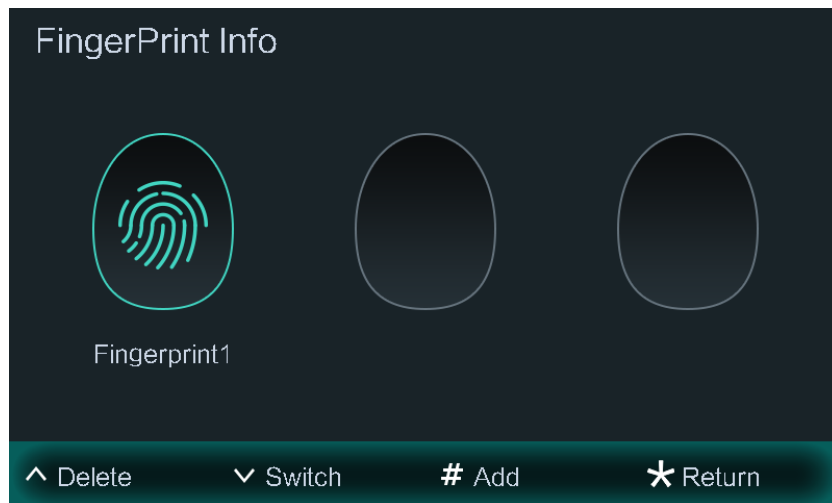 FingerPrint Info
Fingerprint1
^ Delete ⌄ Switch # Add * Return